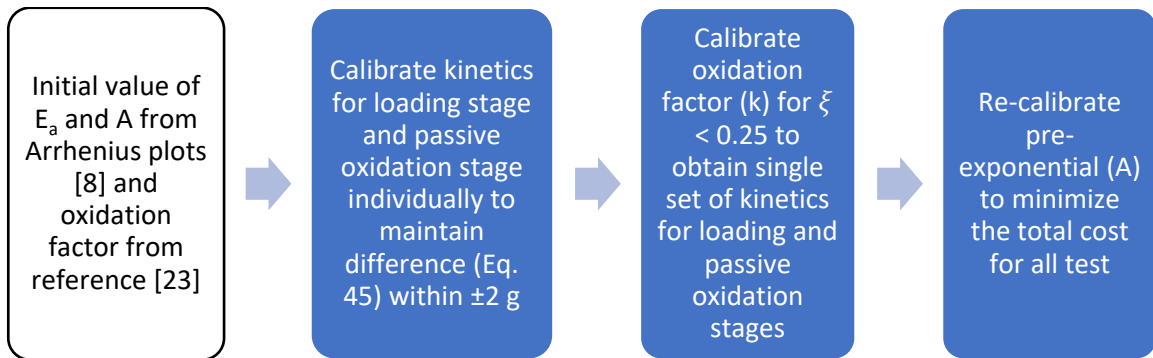 Initial value of
Eₐ and A from
Arrhenius plots
[8] and
oxidation
factor from
reference [23]
Calibrate kinetics
for loading stage
and passive
oxidation stage
individually to
maintain
difference (Eq.
45) within ±2 g
Calibrate
oxidation
factor (k) for ξ
< 0.25 to
obtain single
set of kinetics
for loading and
passive
oxidation
stages
Re-calibrate
pre-
exponential (A)
to minimize
the total cost
for all test